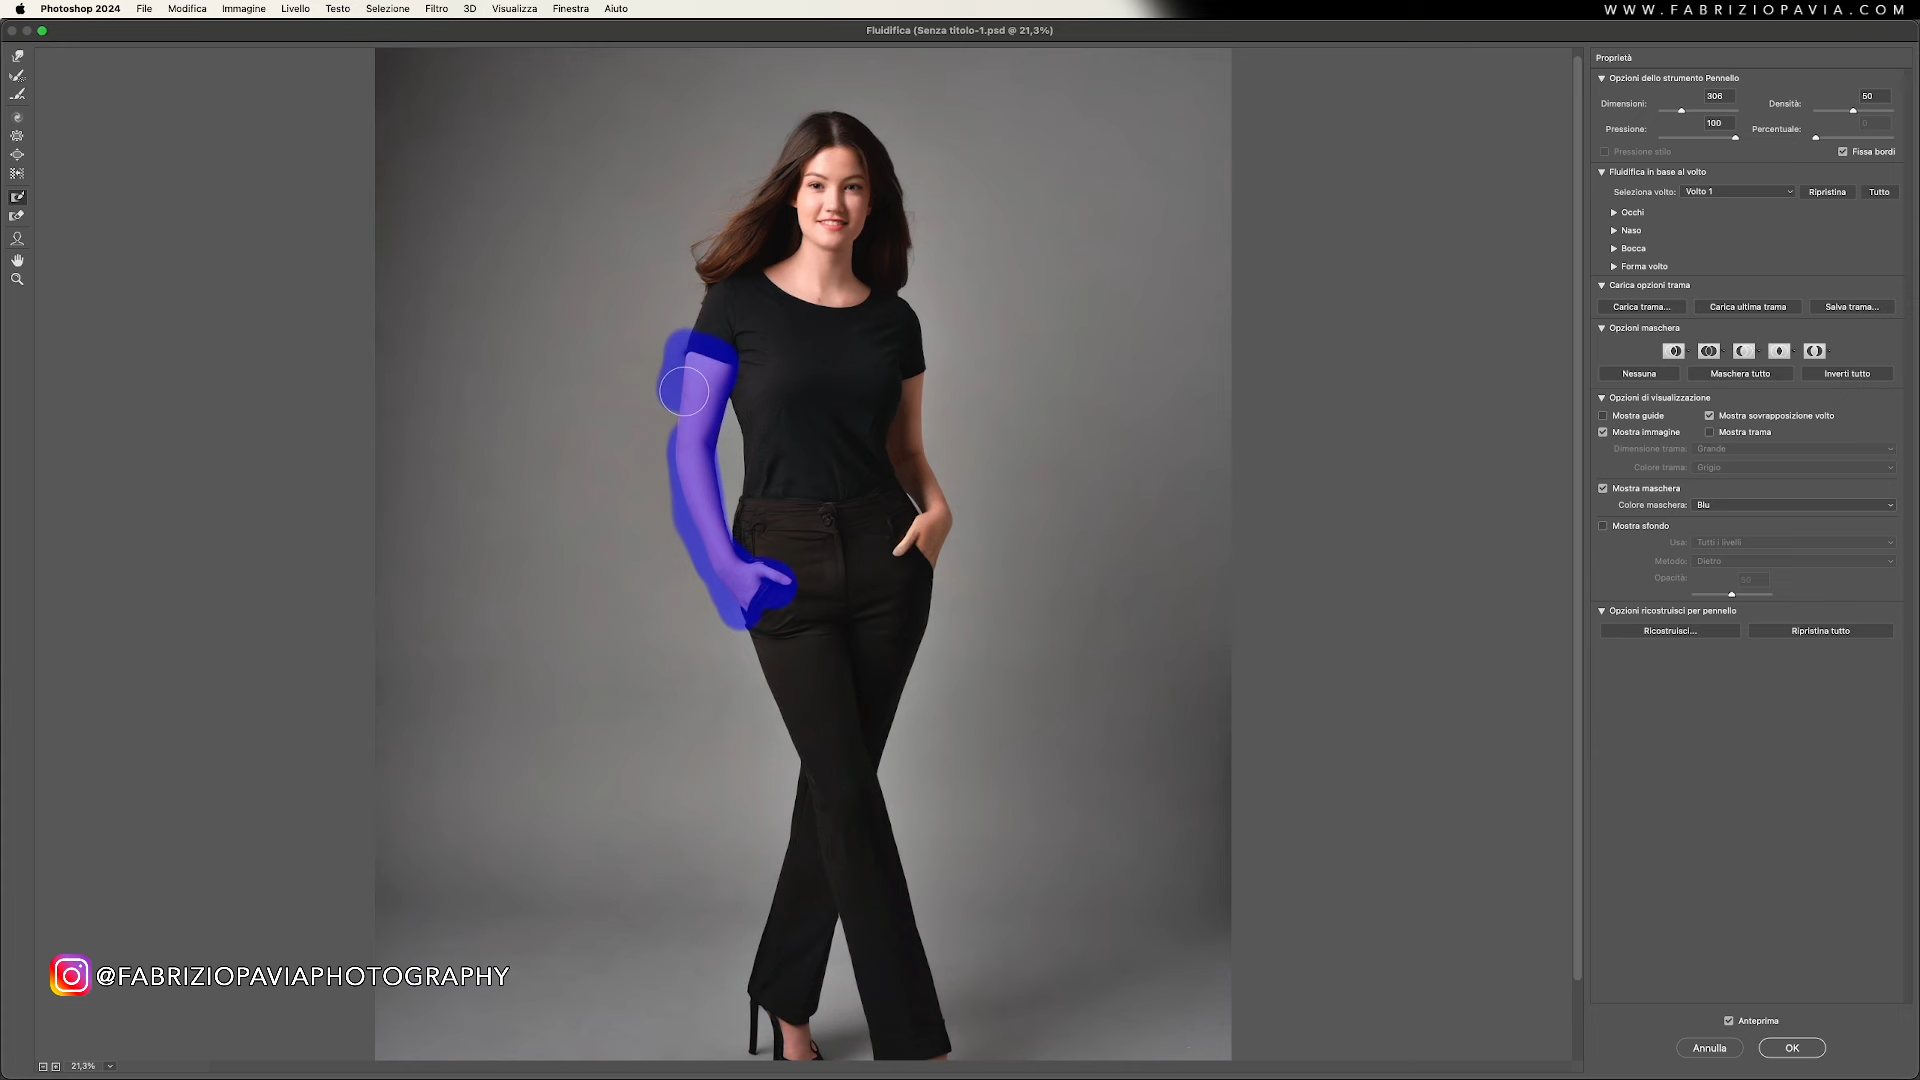 Photoshop 2024 File Modifica Immagine Livello Testo Selezione Filtro 3D Visualizza Finestra Aiuto
WWW.FABRIZIOPAVIA.COM
Fluidifica (Senza titolo-1.psd @ 21,3%)
Proprietà
Opzioni dello strumento Pennello
Dimensioni: 306 Densità: 50
Pressione: 100 Percentuale: 0
Pressione stilo Fissa bordi
Fluidifica in base al volto
Seleziona volto: Volto 1 Ripristina Tutto
Occhi
Naso
Bocca
Forma volto
Carica opzioni trama
Carica trama... Carica ultima trama Salva trama...
Opzioni maschera
Nessuna Maschera tutto Inverti tutto
Opzioni di visualizzazione
Mostra guide Mostra sovrapposizione volto
Mostra immagine Mostra trama
Dimensione trama: Grande
Colore trama: Grigio
Mostra maschera
Colore maschera: Blu
Mostra sfondo
Usa: Tutti i livelli
Metodo: Dietro
Opacità: 50
Opzioni ricostruisci per pennello
Ricostruisci... Ripristina tutto
@FABRIZIOPAVIAPHOTOGRAPHY
Anteprima
Annulla OK
21,3%